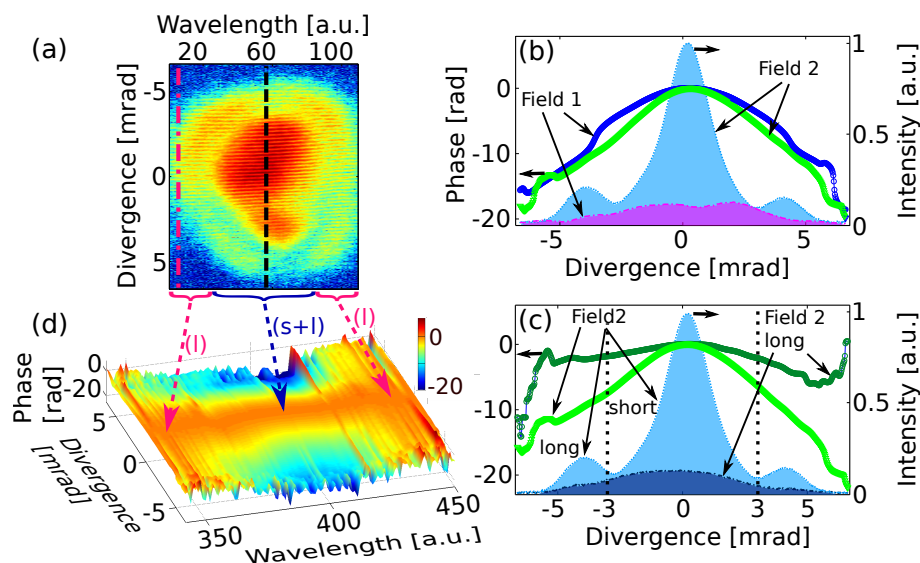 (a)
Wavelength [a.u.]
20 60 100
Divergence [mrad]
-5
0
5
(b)
Phase [rad]
0
-10
-20
Field 1
Field 2
1
0.5
0
Intensity [a.u.]
-5 0 5
Divergence [mrad]
(d)
(l)
(s+l)
(l)
0
-20
Phase
[rad]
0
-20
5
0
-5
Divergence
[mrad]
350 400 450
Wavelength [a.u.]
(c)
Phase [rad]
0
-10
-20
Field2
Field 2
long
short
long
1
0.5
0
Intensity [a.u.]
-3 0 3
Divergence [mrad]